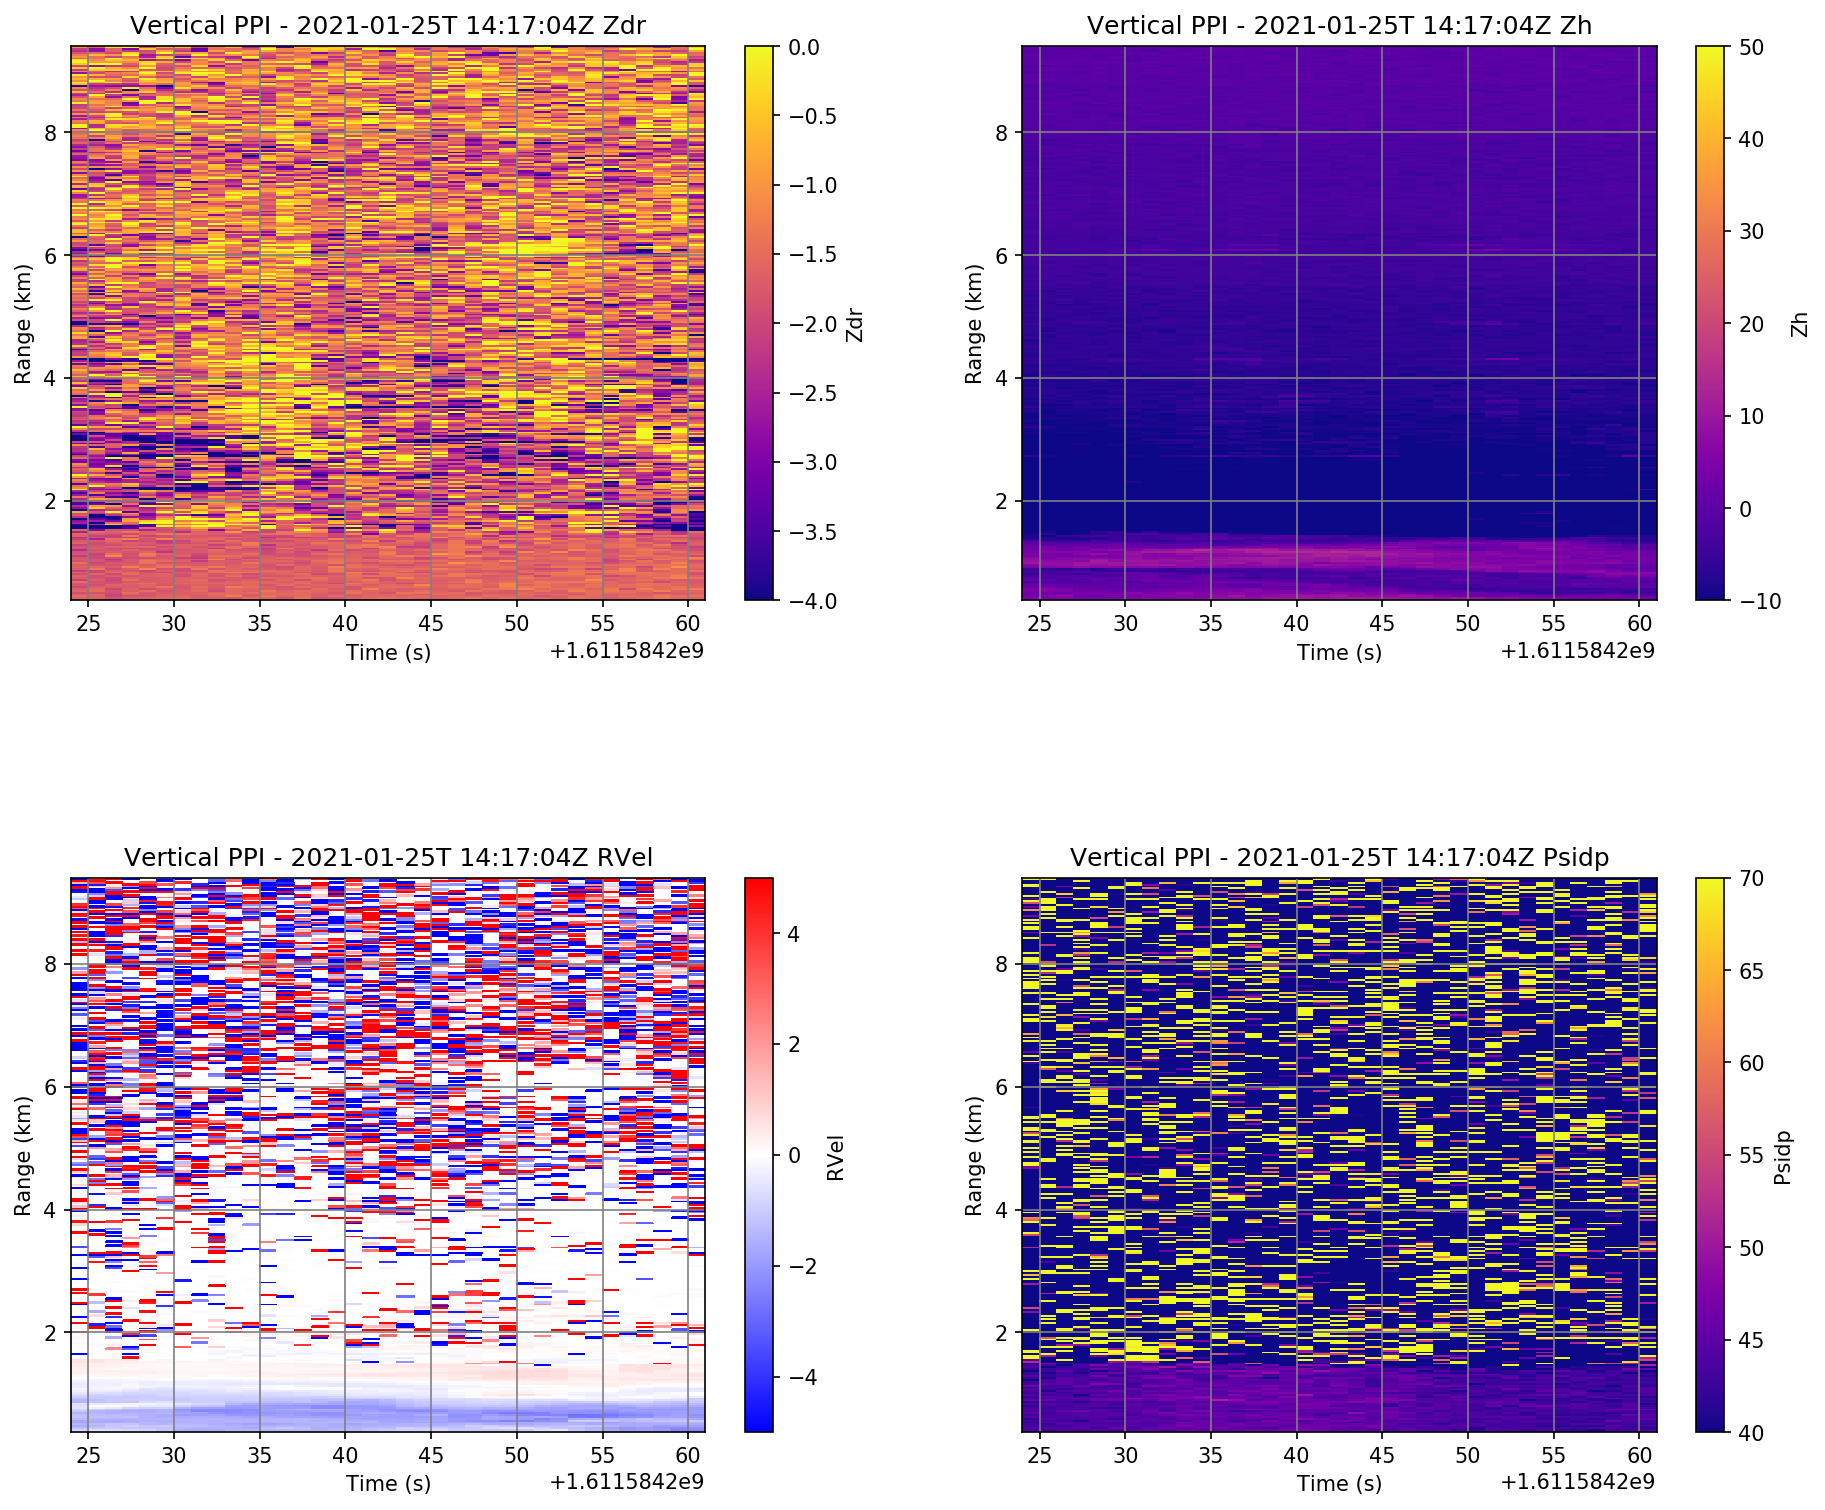 Vertical PPI - 2021-01-25T 14:17:04Z Zdr
Range (km)
8
6
4
2
25 30 35 40 45 50 55 60
Time (s)
+1.6115842e9
0.0
−0.5
−1.0
−1.5
−2.0
−2.5
−3.0
−3.5
−4.0
Zdr
Vertical PPI - 2021-01-25T 14:17:04Z Zh
Range (km)
8
6
4
2
25 30 35 40 45 50 55 60
Time (s)
+1.6115842e9
50
40
30
20
10
0
−10
Zh
Vertical PPI - 2021-01-25T 14:17:04Z RVel
Range (km)
8
6
4
2
25 30 35 40 45 50 55 60
Time (s)
+1.6115842e9
4
2
0
−2
−4
RVel
Vertical PPI - 2021-01-25T 14:17:04Z Psidp
Range (km)
8
6
4
2
25 30 35 40 45 50 55 60
Time (s)
+1.6115842e9
70
65
60
55
50
45
40
Psidp